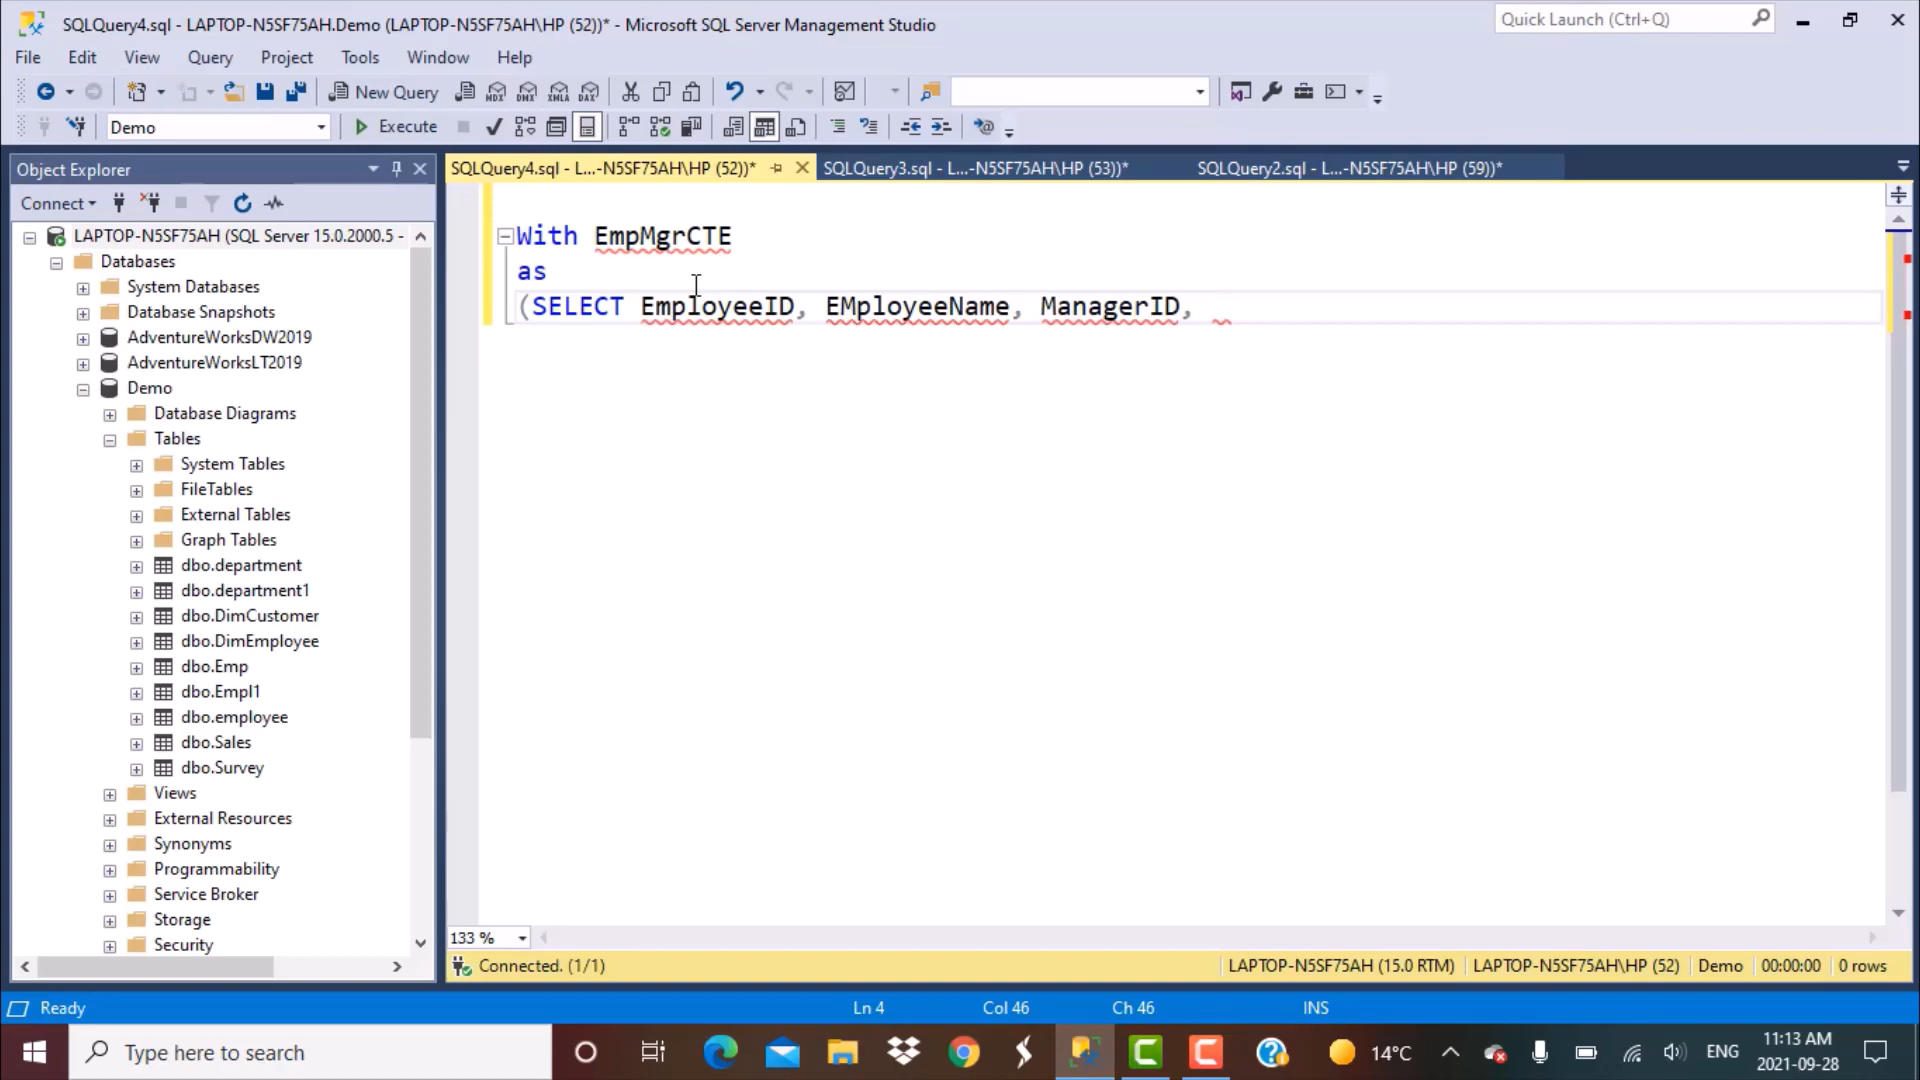 SQLQuery4.sql - LAPTOP-N5SF75AH.Demo (LAPTOP-N5SF75AH\HP (52))* - Microsoft SQL Server Management Studio
Quick Launch (Ctrl+Q)
File Edit View Query Project Tools Window Help
New Query
MDX DMX XMLA DAX
Demo
Execute
Object Explorer
SQLQuery4.sql - L...-N5SF75AH\HP (52))*
SQLQuery3.sql - L...-N5SF75AH\HP (53))*
SQLQuery2.sql - L...-N5SF75AH\HP (59))*
Connect
LAPTOP-N5SF75AH (SQL Server 15.0.2000.5 -
Databases
System Databases
Database Snapshots
AdventureWorksDW2019
AdventureWorksLT2019
Demo
Database Diagrams
Tables
System Tables
FileTables
External Tables
Graph Tables
dbo.department
dbo.department1
dbo.DimCustomer
dbo.DimEmployee
dbo.Emp
dbo.Empl1
dbo.employee
dbo.Sales
dbo.Survey
Views
External Resources
Synonyms
Programmability
Service Broker
Storage
Security
With EmpMgrCTE
as
(SELECT EmployeeID, EMployeeName, ManagerID,
133 %
Connected. (1/1)
LAPTOP-N5SF75AH (15.0 RTM)
LAPTOP-N5SF75AH\HP (52)
Demo
00:00:00
0 rows
Ready
Ln 4
Col 46
Ch 46
INS
Type here to search
14°C
ENG
11:13 AM
2021-09-28